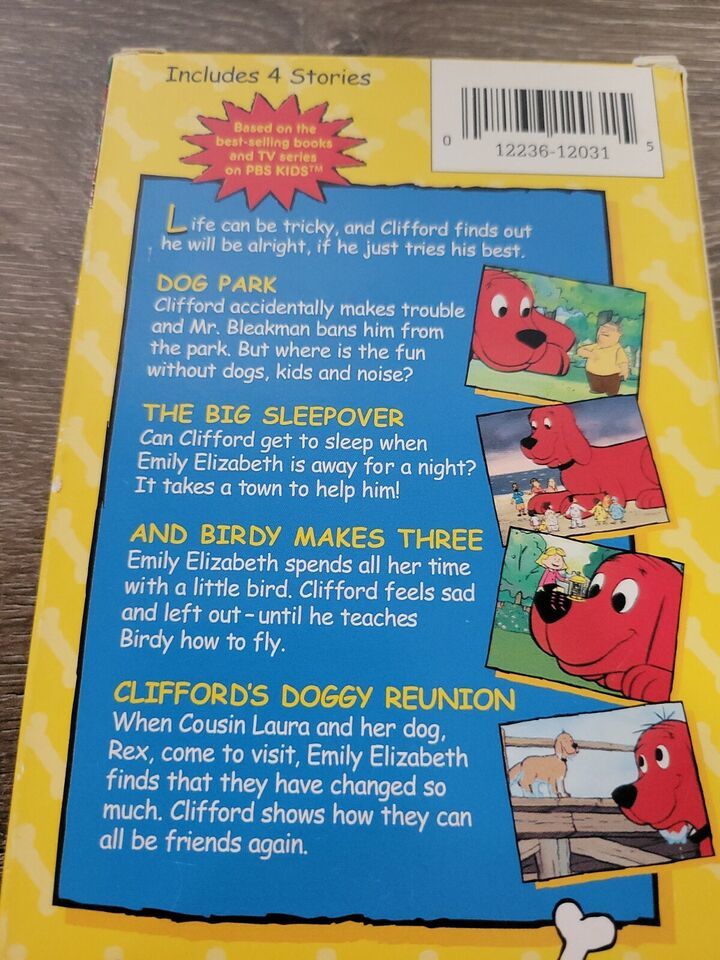 Includes 4 Stories
Based on the
best-selling books
and TV series
on PBS KIDS™
0 12236-12031 5
Life can be tricky, and Clifford finds out
he will be alright, if he just tries his best.
DOG PARK
Clifford accidentally makes trouble
and Mr. Bleakman bans him from
the park. But where is the fun
without dogs, kids and noise?
THE BIG SLEEPOVER
Can Clifford get to sleep when
Emily Elizabeth is away for a night?
It takes a town to help him!
AND BIRDY MAKES THREE
Emily Elizabeth spends all her time
with a little bird. Clifford feels sad
and left out – until he teaches
Birdy how to fly.
CLIFFORD'S DOGGY REUNION
When Cousin Laura and her dog,
Rex, come to visit, Emily Elizabeth
finds that they have changed so
much. Clifford shows how they can
all be friends again.